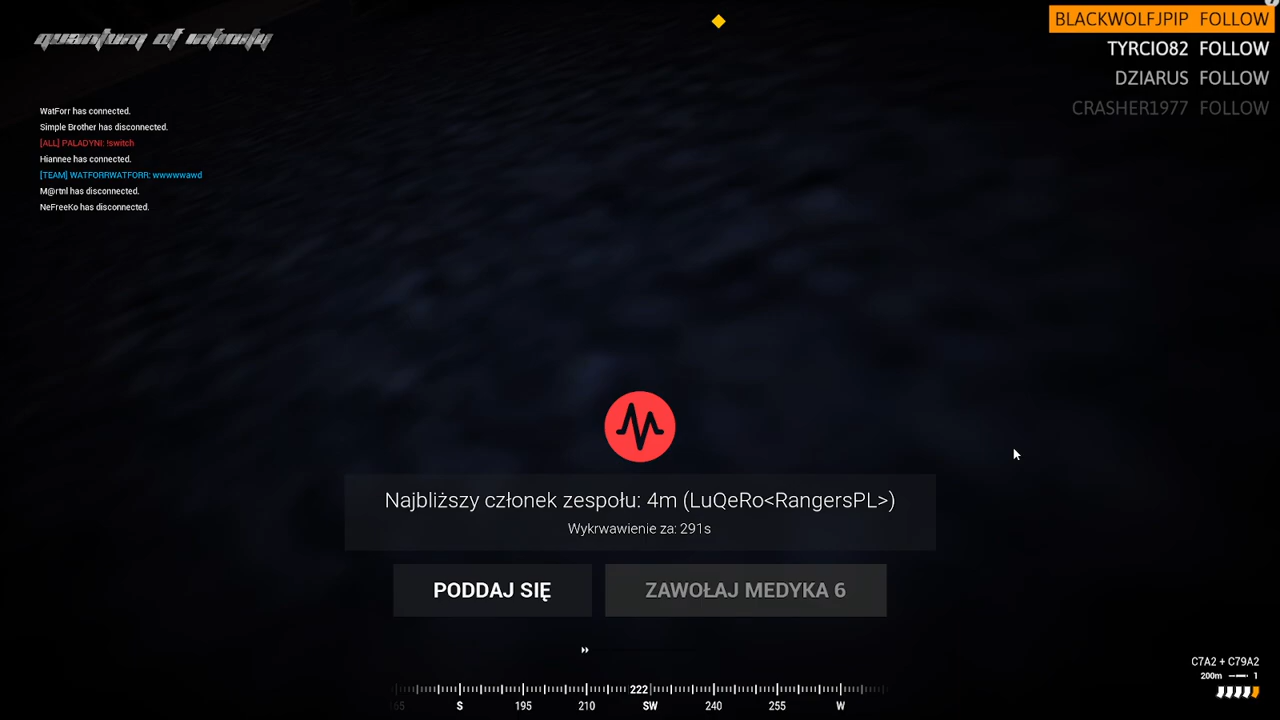 quantum of infinity
BLACKWOLFJPIP FOLLOW
TYRCIO82 FOLLOW
DZIARUS FOLLOW
CRASHER1977 FOLLOW
WatForr has connected.
Simple Brother has disconnected.
[ALL] PALADYNI: !switch
Hiannee has connected.
[TEAM] WATFORRWATFORR: wwwwwawd
M@rtnl has disconnected.
NeFreeKo has disconnected.
Najbliższy członek zespołu: 4m (LuQeRo<RangersPL>)
Wykrwawienie za: 291s
PODDAJ SIĘ
ZAWOŁAJ MEDYKA 6
C7A2 + C79A2
200m 1
222
165 S 195 210 SW 240 255 W